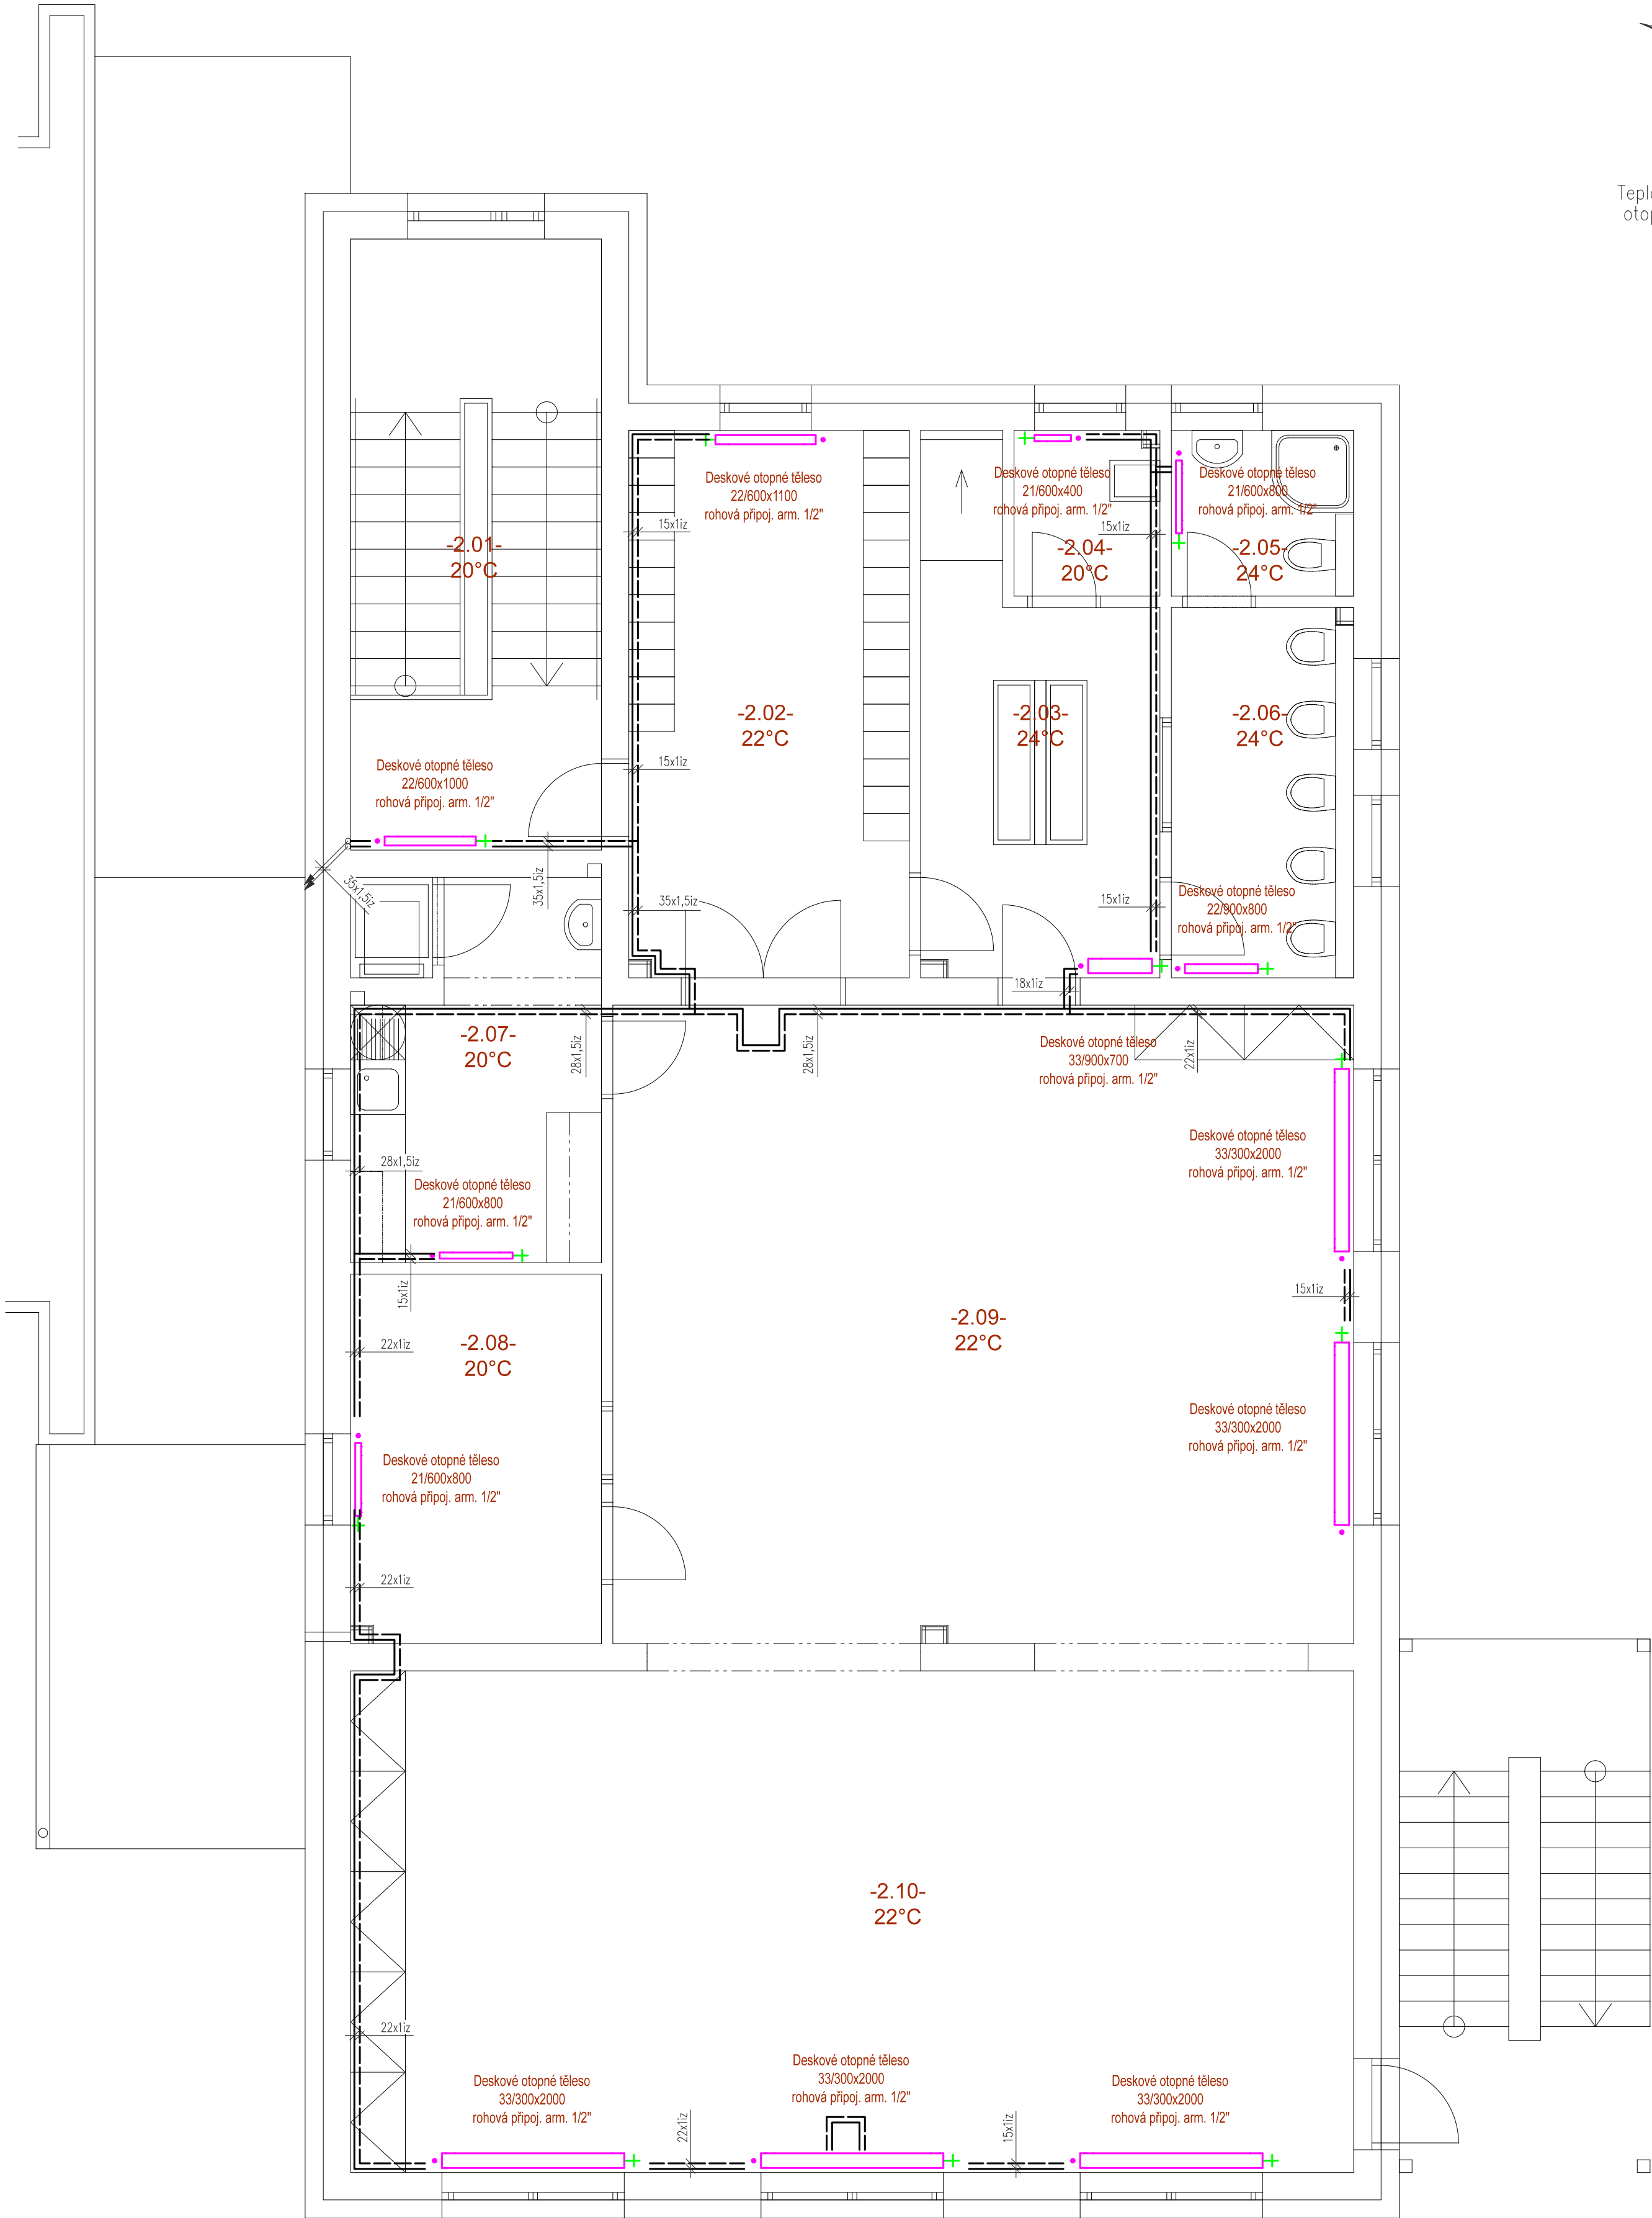 Deskové otopné těleso
22/600x1100
rohová připoj. arm. 1/2"
Deskové otopné těleso
21/600x400
rohová připoj. arm. 1/2"
Deskové otopné těleso
21/600x800
rohová připoj. arm. 1/2"
15x1iz
15x1iz
-2.01-
20°C
-2.04-
20°C
-2.05-
24°C
-2.02-
22°C
-2.03-
24°C
-2.06-
24°C
15x1iz
Deskové otopné těleso
22/600x1000
rohová připoj. arm. 1/2"
35x1,5iz
35x1,5iz
35x1,5iz
15x1iz
Deskové otopné těleso
22/900x800
rohová připoj. arm. 1/2"
18x1iz
-2.07-
20°C
28x1,5iz
28x1,5iz
Deskové otopné těleso
33/900x700
rohová připoj. arm. 1/2"
22x1iz
28x1,5iz
Deskové otopné těleso
21/600x800
rohová připoj. arm. 1/2"
Deskové otopné těleso
33/300x2000
rohová připoj. arm. 1/2"
15x1iz
15x1iz
22x1iz
-2.08-
20°C
-2.09-
22°C
Deskové otopné těleso
33/300x2000
rohová připoj. arm. 1/2"
Deskové otopné těleso
21/600x800
rohová připoj. arm. 1/2"
22x1iz
-2.10-
22°C
22x1iz
Deskové otopné těleso
33/300x2000
rohová připoj. arm. 1/2"
Deskové otopné těleso
33/300x2000
rohová připoj. arm. 1/2"
Deskové otopné těleso
33/300x2000
rohová připoj. arm. 1/2"
22x1iz
15x1iz